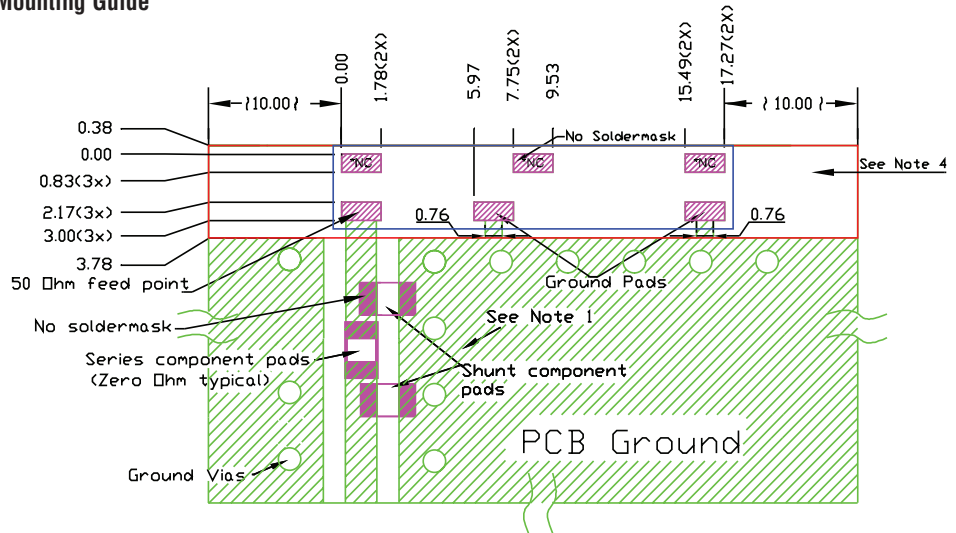 Mounting Guide
0.00
1.78(2X)
5.97
7.75(2X)
9.53
15.49(2X)
17.27(2X)
10.00
10.00
0.38
0.00
0.83(3x)
2.17(3x)
3.00(3x)
3.78
No Soldermask
NC
NC
NC
See Note 4
0.76
0.76
50 Ohm feed point
Ground Pads
No soldermask
See Note 1
Series component pads
(Zero Ohm typical)
Shunt component
pads
PCB Ground
Ground Vias